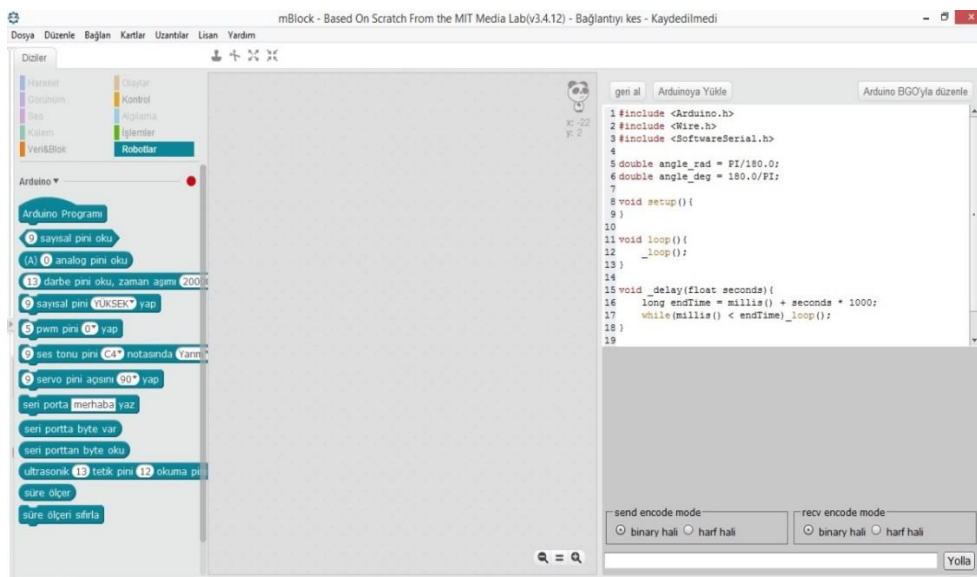 mBlock - Based On Scratch From the MIT Media Lab(v3.4.12) - Bağlantıyı kes - Kaydedilmedi
Dosya Düzenle Bağlan Kartlar Uzantılar Lisan Yardım
Diziler
Hareket Olaylar
Görünüm Kontrol
Ses Algılama
Kalem İşlemler
Veri&Blok Robotlar
Arduino
Arduino Programı
9 sayısal pini oku
(A) 0 analog pini oku
13 darbe pini oku, zaman aşımı 2000
9 sayısal pini YÜKSEK yap
5 pwm pini 0 yap
9 ses tonu pini C4 notasında Yarım
9 servo pini açısını 90 yap
seri porta merhaba yaz
seri portta byte var
seri porttan byte oku
ultrasonik 13 tetik pini 12 okuma pi
süre ölçer
süre ölçeri sıfırla
x: -22
y: 2
geri al Arduinoya Yükle Arduino BGO'yla düzenle
1 #include <Arduino.h>
2 #include <Wire.h>
3 #include <SoftwareSerial.h>
4
5 double angle_rad = PI/180.0;
6 double angle_deg = 180.0/PI;
7
8 void setup(){
9 }
10
11 void loop(){
12 _loop();
13 }
14
15 void _delay(float seconds){
16 long endTime = millis() + seconds * 1000;
17 while(millis() < endTime)_loop();
18 }
19
send encode mode
binary hali harf hali
recv encode mode
binary hali harf hali
Yolla